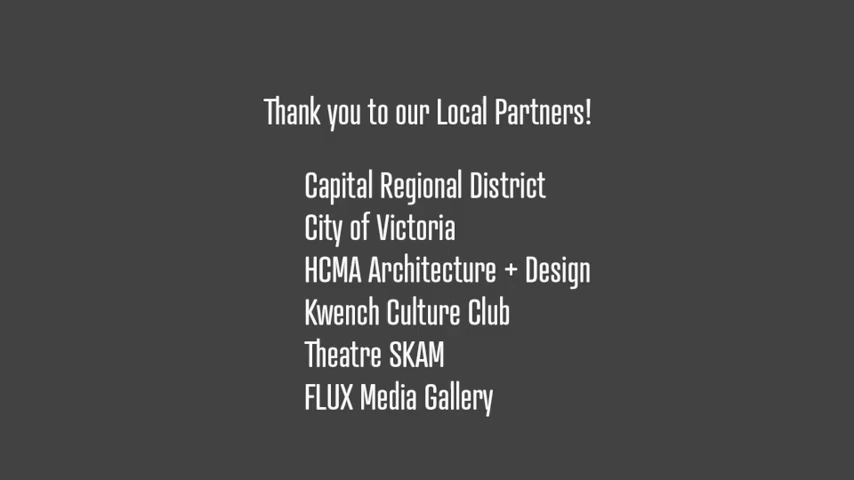 Thank you to our Local Partners!
Capital Regional District
City of Victoria
HCMA Architecture + Design
Kwench Culture Club
Theatre SKAM
FLUX Media Gallery